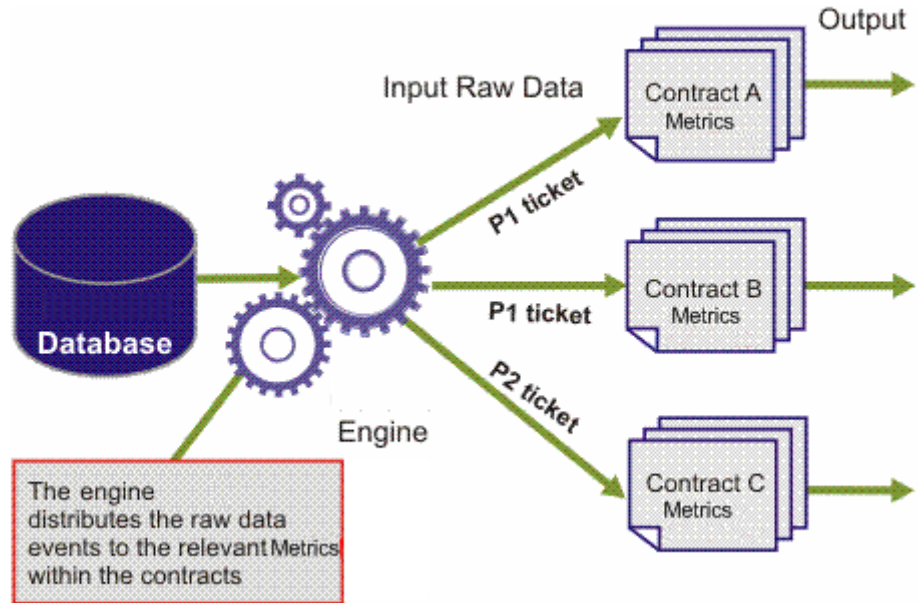 Output
Input Raw Data
Contract A
Metrics
P1 ticket
Database
P1 ticket
Contract B
Metrics
P2 ticket
Engine
Contract C
Metrics
The engine
distributes the raw data
events to the relevant Metrics
within the contracts